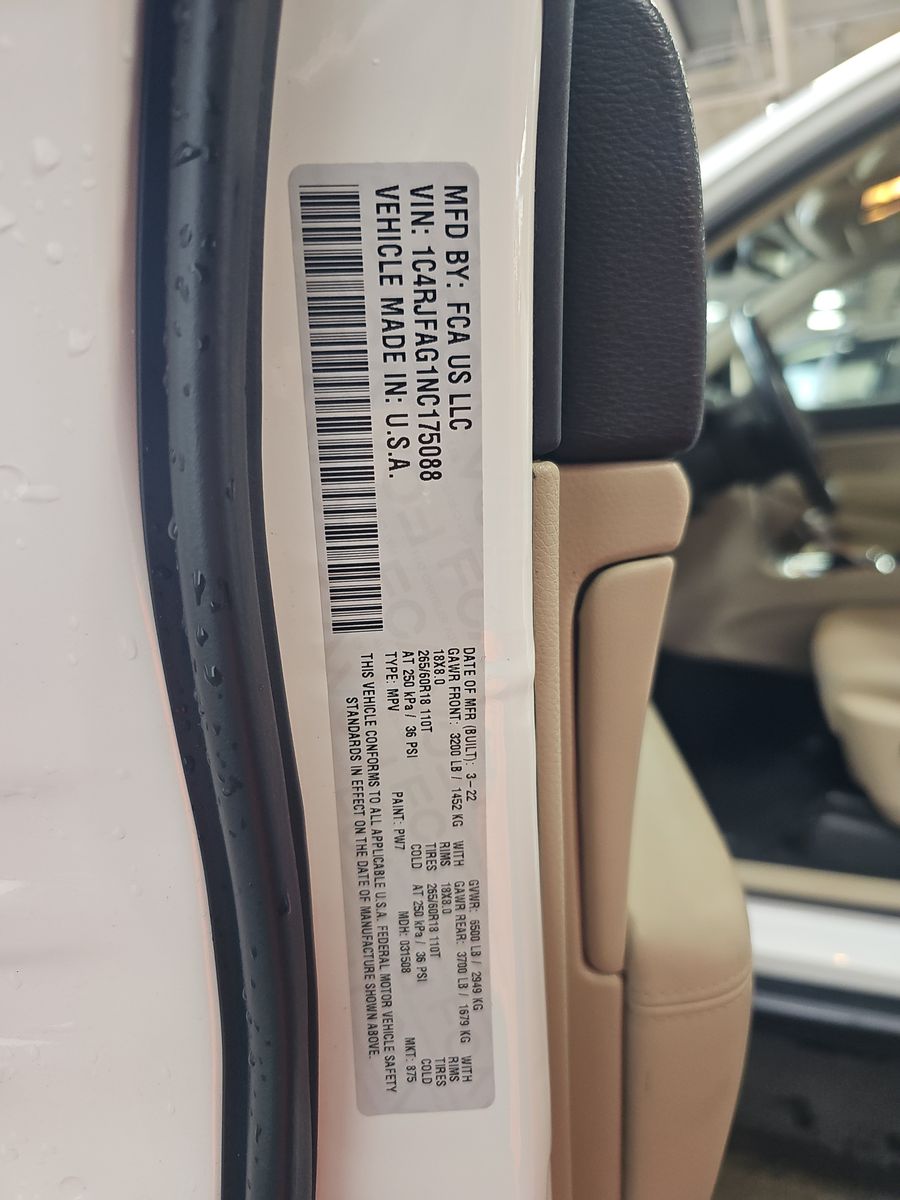 MFD BY: FCA US LLC
VIN: 1C4RJFAG1NC175088
VEHICLE MADE IN: U.S.A.
DATE OF MFR (BUILT): 3-22 GVWR: 6500 LB / 2949 KG
GAWR FRONT: 3200 LB / 1452 KG WITH GAWR REAR: 3700 LB / 1679 KG WITH
18X8.0 RIMS 18X8.0 RIMS
265/60R18 110T TIRES 265/60R18 110T TIRES
AT 250 kPa / 36 PSI COLD AT 250 kPa / 36 PSI COLD
TYPE: MPV PAINT: PW7 MDH: 031508 MKT: 875
THIS VEHICLE CONFORMS TO ALL APPLICABLE U.S.A. FEDERAL MOTOR VEHICLE SAFETY
STANDARDS IN EFFECT ON THE DATE OF MANUFACTURE SHOWN ABOVE.